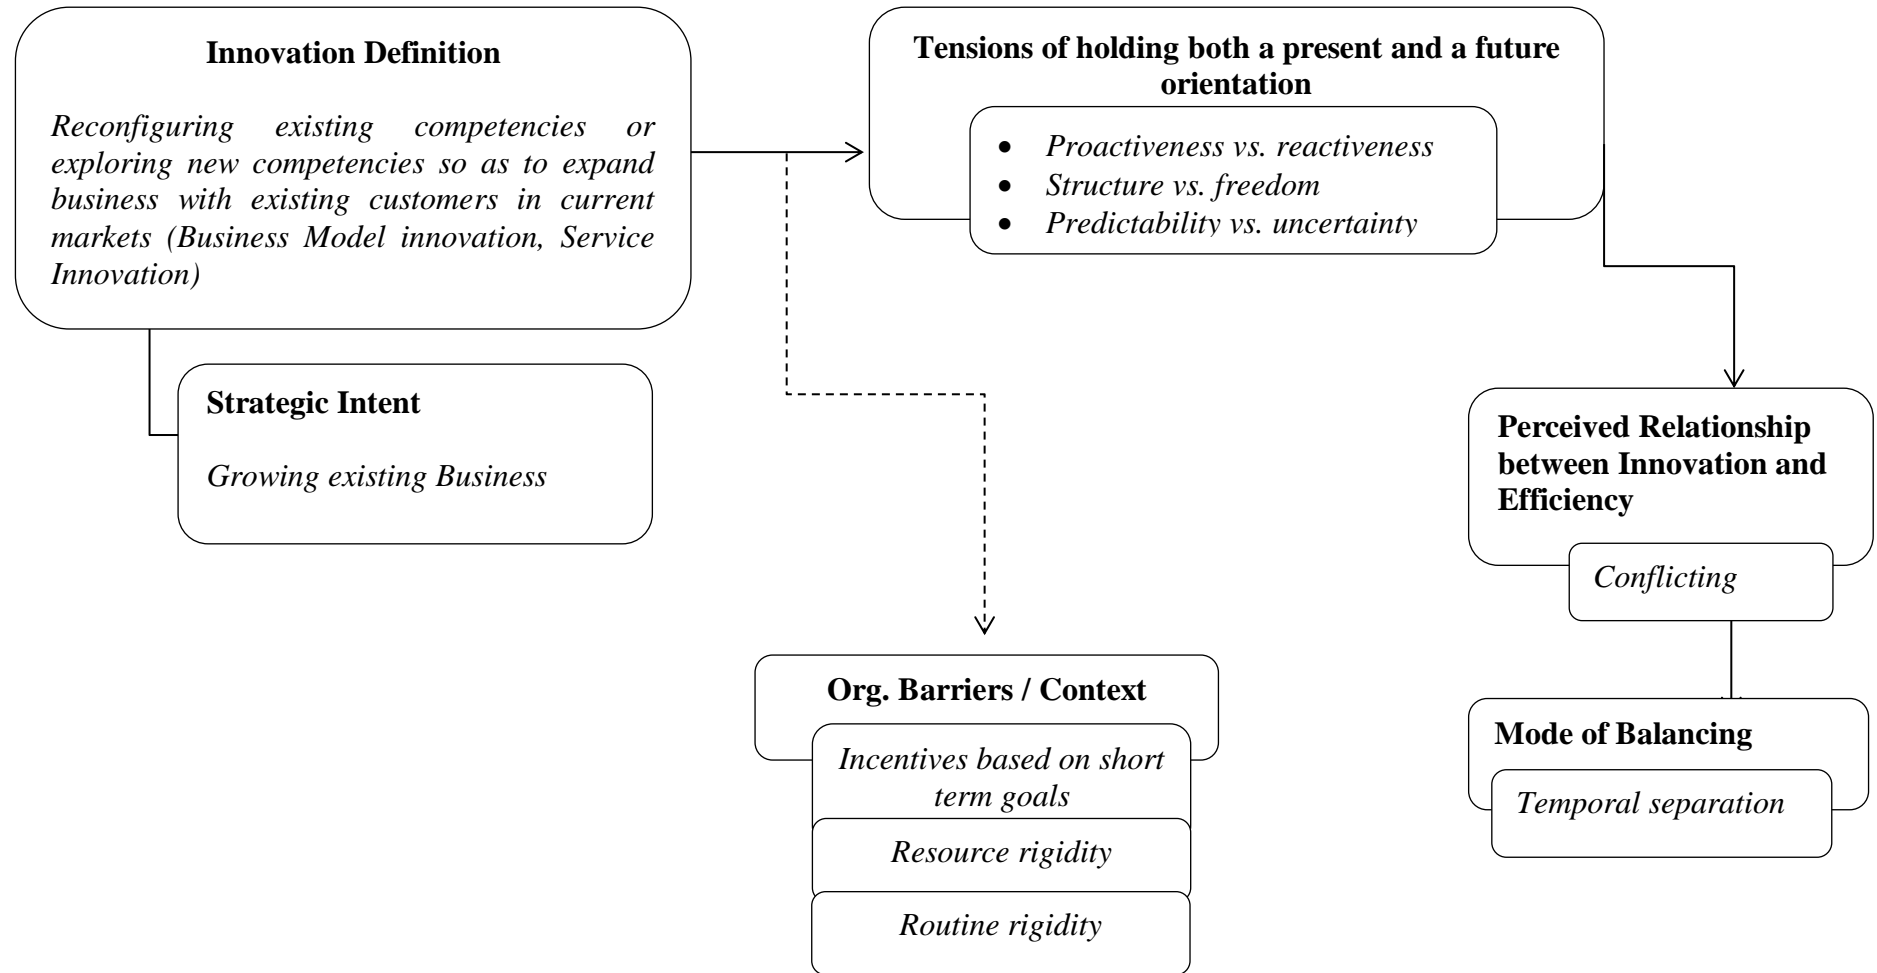 Innovation Definition
Reconfiguring existing competencies or
exploring new competencies so as to expand
business with existing customers in current
markets (Business Model innovation, Service
Innovation)
Strategic Intent
Growing existing Business
Tensions of holding both a present and a future
orientation
• Proactiveness vs. reactiveness
• Structure vs. freedom
• Predictability vs. uncertainty
Perceived Relationship
between Innovation and
Efficiency
Conflicting
Mode of Balancing
Temporal separation
Org. Barriers / Context
Incentives based on short
term goals
Resource rigidity
Routine rigidity